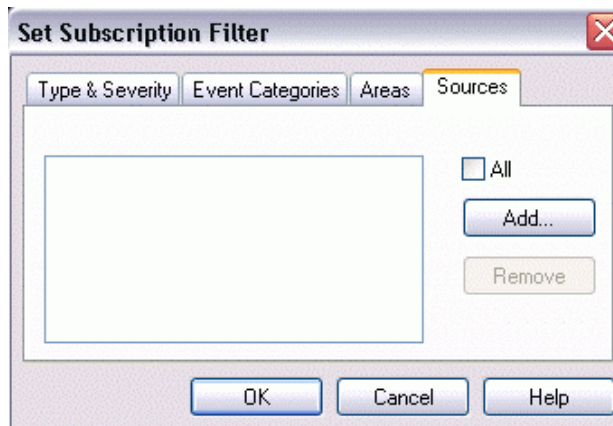 Set Subscription Filter
Type & Severity Event Categories Areas Sources
All
Add...
Remove
OK Cancel Help